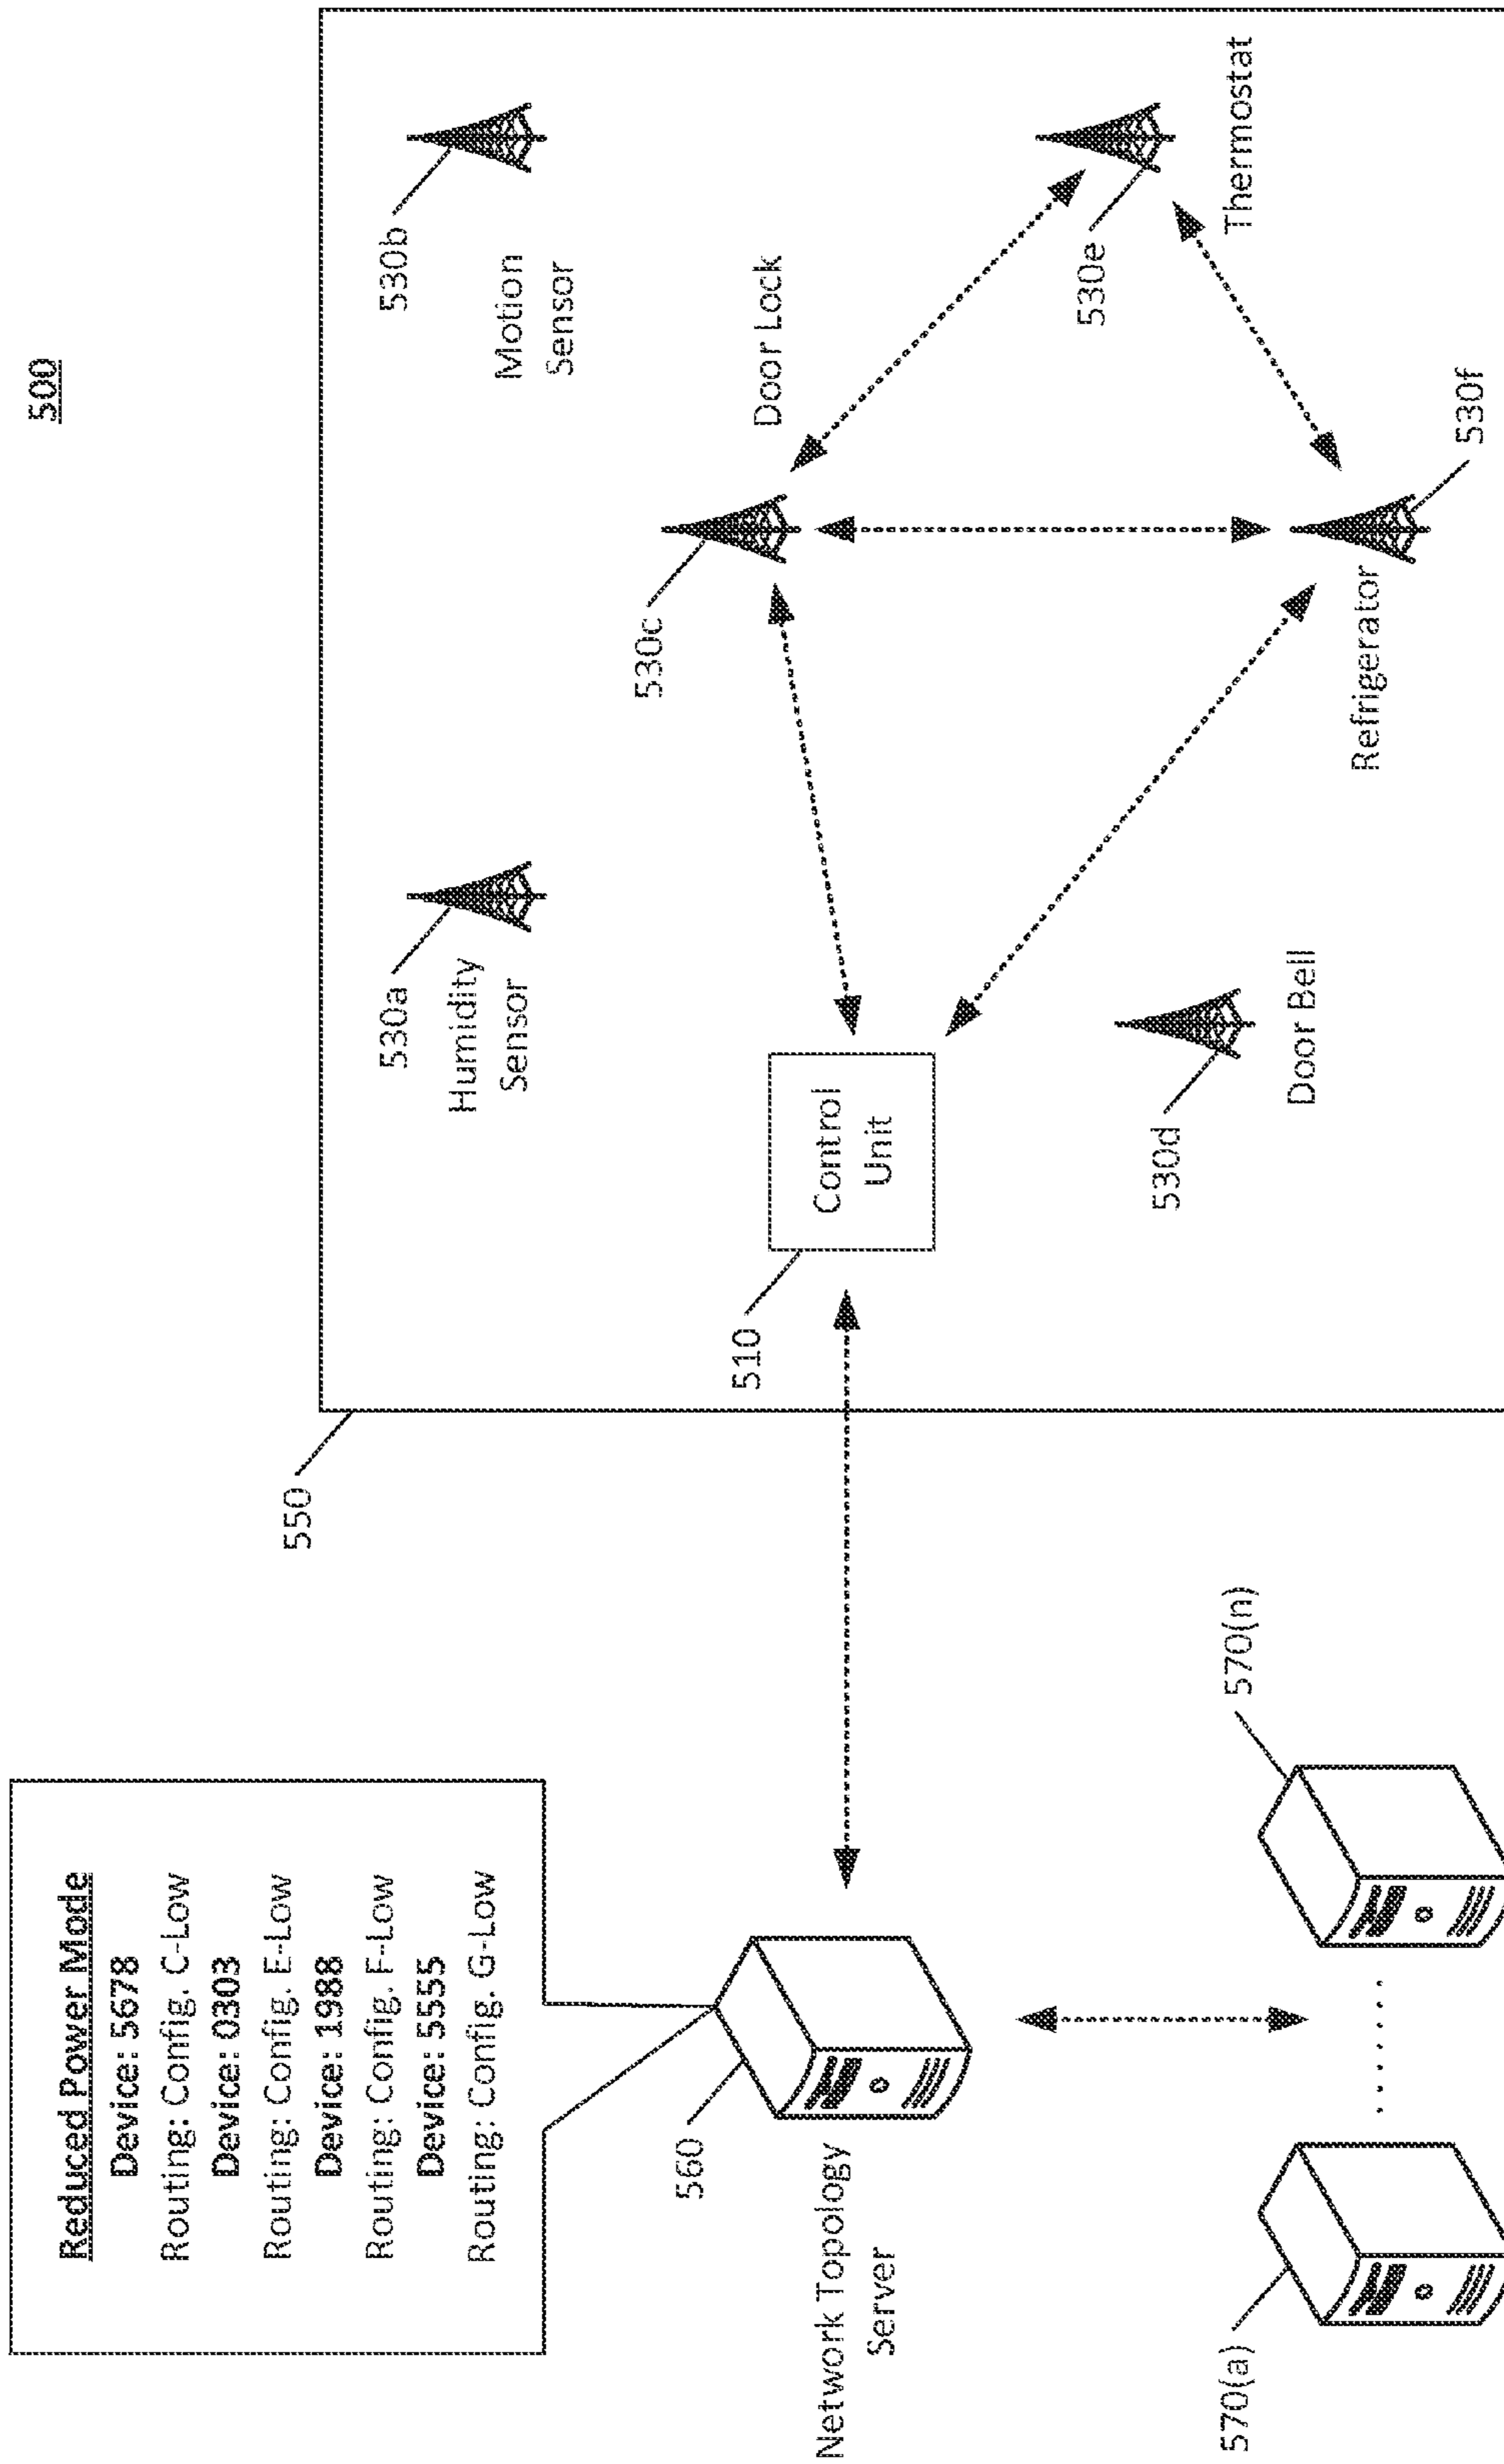 500
Reduced Power Mode
Device: 5678
Routing: Config. C-Low
Device: 0303
Routing: Config. E-Low
Device: 1988
Routing: Config. F-Low
Device: 5555
Routing: Config. G-Low
560
Network Topology
Server
570(a)
570(n)
550
510
Control
Unit
530a
Humidity
Sensor
530b
Motion
Sensor
530c
Door Lock
530d
Door Bell
530e
Thermostat
Refrigerator
530f